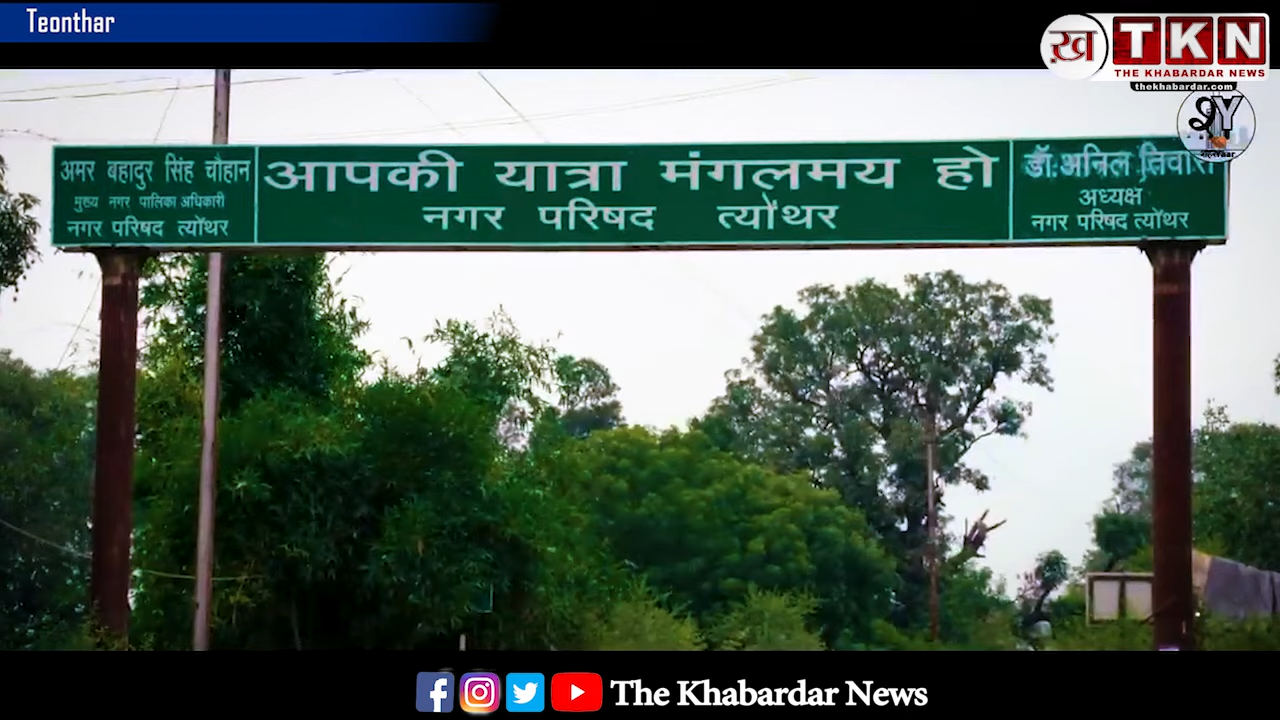 Teonthar
ख़ TKN
THE KHABARDAR NEWS
thekhabardar.com
अमर बहादुर सिंह चौहान
मुख्य नगर पालिका अधिकारी
नगर परिषद त्योंथर
आपकी यात्रा मंगलमय हो
नगर परिषद त्योंथर
डॉ.अनिल तिवारी
अध्यक्ष
नगर परिषद त्योंथर
The Khabardar News